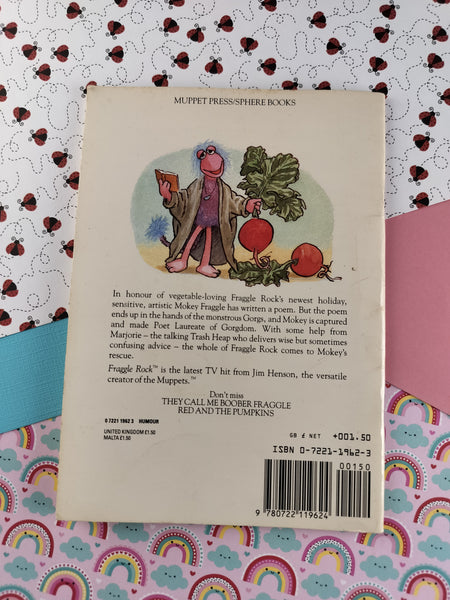 MUPPET PRESS/SPHERE BOOKS
In honour of vegetable-loving Fraggle Rock's newest holiday,
sensitive, artistic Mokey Fraggle has written a poem. But the poem
ends up in the hands of the monstrous Gorgs, and Mokey is captured
and made Poet Laureate of Gorgdom. With some help from
Marjorie – the talking Trash Heap who delivers wise but sometimes
confusing advice – the whole of Fraggle Rock comes to Mokey's
rescue.
Fraggle Rock™ is the latest TV hit from Jim Henson, the versatile
creator of the Muppets.™
Don't miss
THEY CALL ME BOOBER FRAGGLE
RED AND THE PUMPKINS
0 7221 1962 3 HUMOUR
UNITED KINGDOM £1.50
MALTA £1.50
GB £ NET +001.50
ISBN 0-7221-1962-3
00150
9 780722 119624